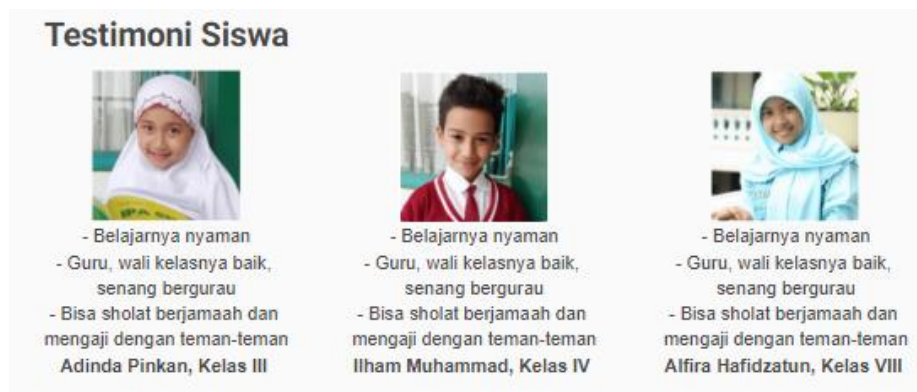 Testimoni Siswa
- Belajarnya nyaman
- Guru, wali kelasnya baik,
senang bergurau
- Bisa sholat berjamaah dan
mengaji dengan teman-teman
Adinda Pinkan, Kelas III
- Belajarnya nyaman
- Guru, wali kelasnya baik,
senang bergurau
- Bisa sholat berjamaah dan
mengaji dengan teman-teman
Ilham Muhammad, Kelas IV
- Belajarnya nyaman
- Guru, wali kelasnya baik,
senang bergurau
- Bisa sholat berjamaah dan
mengaji dengan teman-teman
Alfira Hafidzatun, Kelas VIII